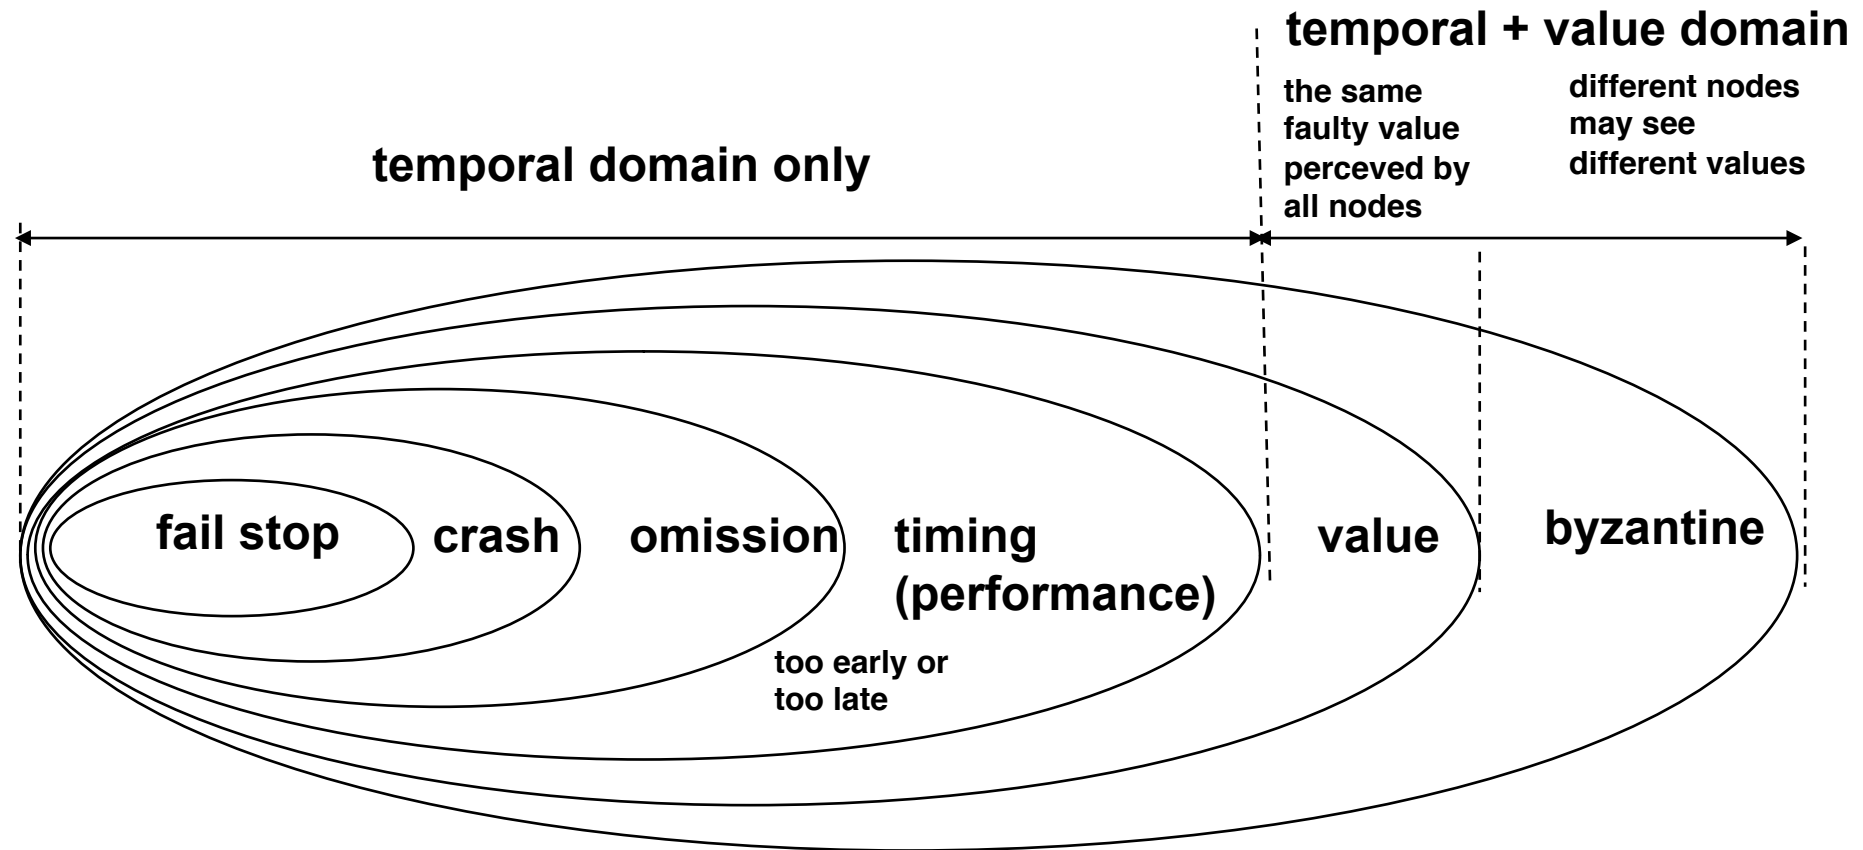 temporal + value domain
the same
faulty value
perceved by
all nodes
different nodes
may see
different values
temporal domain only
fail stop
crash
omission
timing
(performance)
too early or
too late
value
byzantine